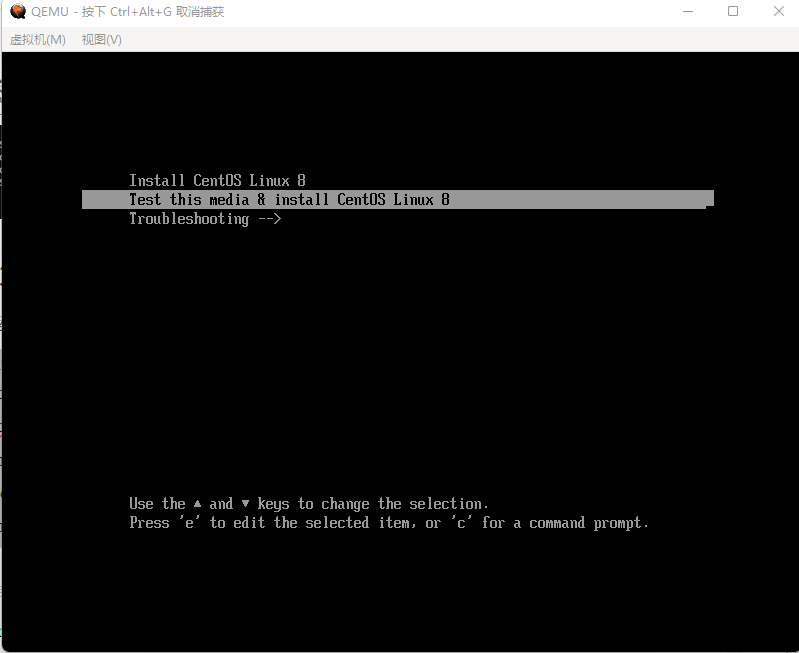 QEMU - 按下 Ctrl+Alt+G 取消捕获
虚拟机(M) 视图(V)
Install CentOS Linux 8
Test this media & install CentOS Linux 8
Troubleshooting -->
Use the ▲ and ▼ keys to change the selection.
Press 'e' to edit the selected item, or 'c' for a command prompt.